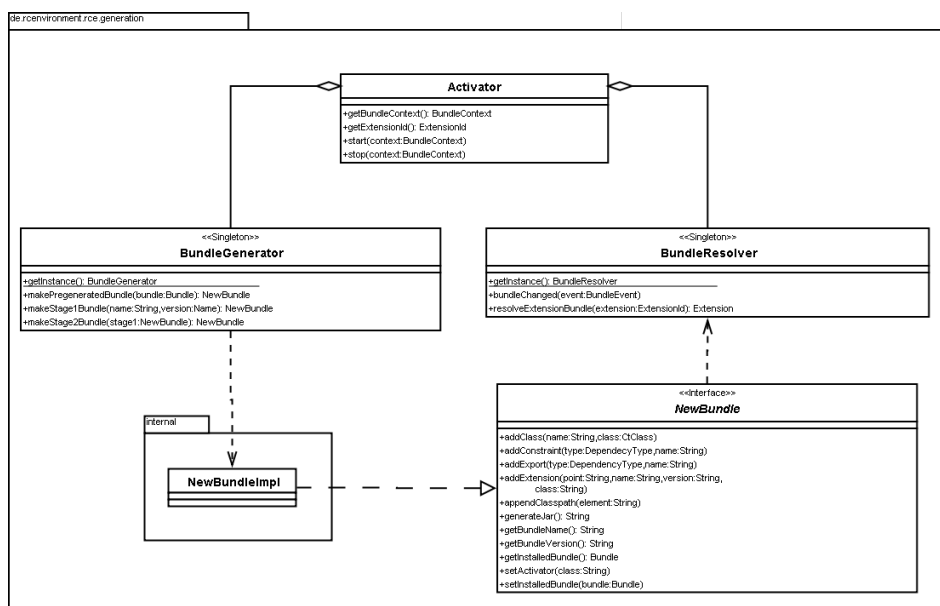 de.rcenvironment.rce.generation
Activator
+getBundleContext(): BundleContext
+getExtensionId(): ExtensionId
+start(context:BundleContext)
+stop(context:BundleContext)
<<Singleton>>
BundleGenerator
+getInstance(): BundleGenerator
+makePregeneratedBundle(bundle:Bundle): NewBundle
+makeStage1Bundle(name:String,version:Name): NewBundle
+makeStage2Bundle(stage1:NewBundle): NewBundle
<<Singleton>>
BundleResolver
+getInstance(): BundleResolver
+bundleChanged(event:BundleEvent)
+resolveExtensionBundle(extension:ExtensionId): Extension
internal
NewBundleImpl
<<Interface>>
NewBundle
+addClass(name:String,class:CtClass)
+addConstraint(type:DependecyType,name:String)
+addExport(type:DependencyType,name:String)
+addExtension(point:String,name:String,version:String,
class:String)
+appendClasspath(element:String)
+generateJar(): String
+getBundleName(): String
+getBundleVersion(): String
+getInstalledBundle(): Bundle
+setActivator(class:String)
+setInstalledBundle(bundle:Bundle)